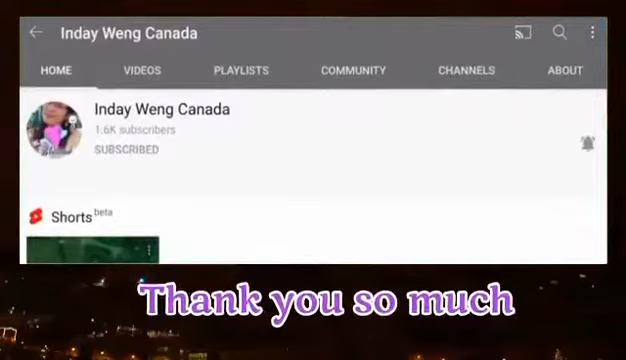 Inday Weng Canada
HOME VIDEOS PLAYLISTS COMMUNITY CHANNELS ABOUT
Inday Weng Canada
1.6K subscribers
SUBSCRIBED
Shorts beta
Thank you so much